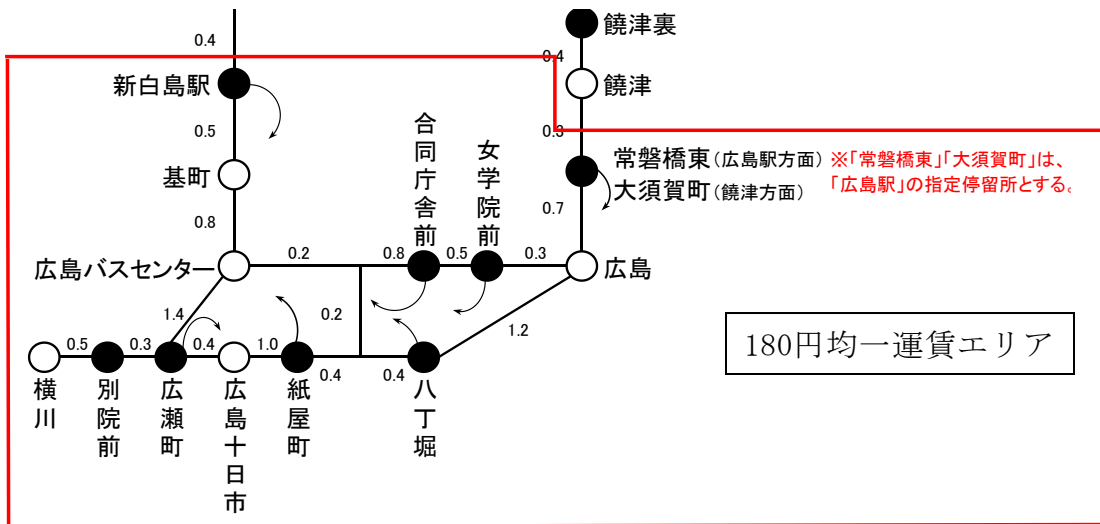 0.4
饒津裏
0.4
新白島駅
饒津
0.5
0.3
合同庁舎前
女学院前
常磐橋東(広島駅方面)
※「常磐橋東」「大須賀町」は、
基町
大須賀町(饒津方面)
「広島駅」の指定停留所とする。
0.8
0.7
0.2
0.8
0.5
0.3
広島バスセンター
広島
1.4
0.2
1.2
180円均一運賃エリア
0.5
0.3
0.4
1.0
0.4
0.4
横川
別院前
広瀬町
広島十日市
紙屋町
八丁堀